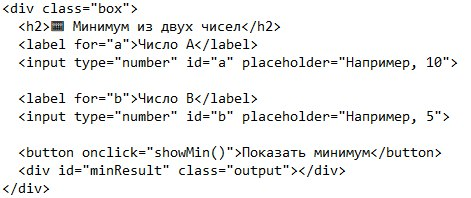 <div class="box">
  <h2>🧮 Минимум из двух чисел</h2>
  <label for="a">Число A</label>
  <input type="number" id="a" placeholder="Например, 10">

  <label for="b">Число B</label>
  <input type="number" id="b" placeholder="Например, 5">

  <button onclick="showMin()">Показать минимум</button>
  <div id="minResult" class="output"></div>
</div>